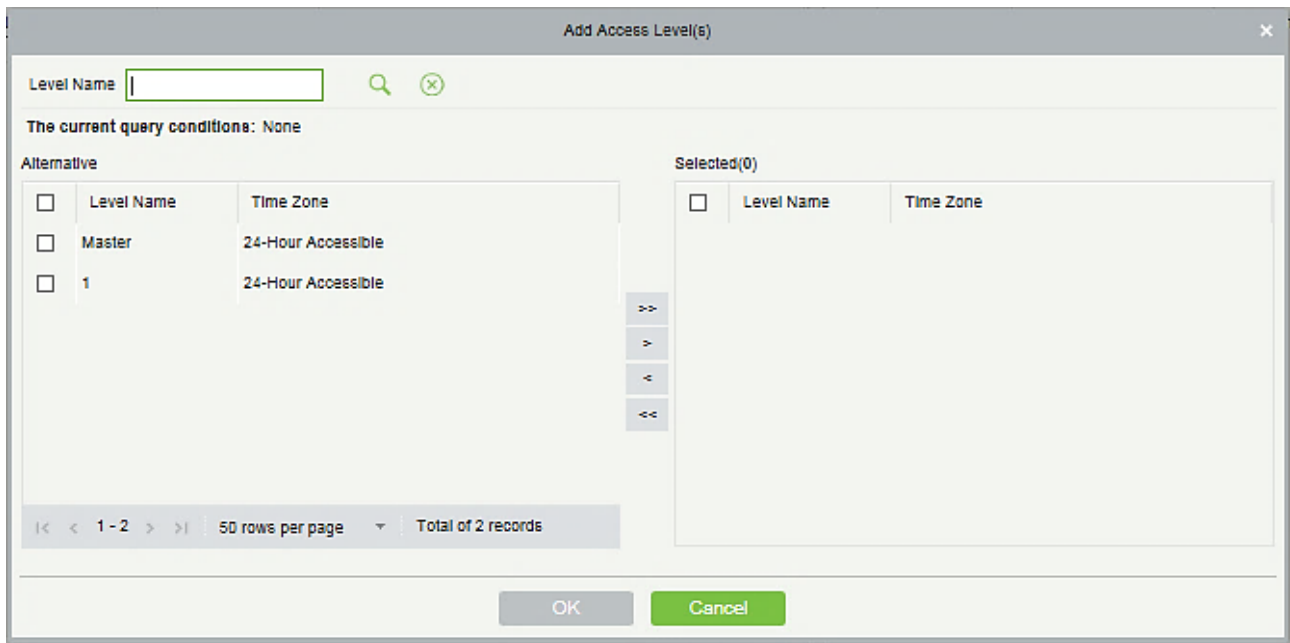 Add Access Level(s)
Level Name
The current query conditions: None
Alternative
Selected(0)
Level Name Time Zone
Master 24-Hour Accessible
1 24-Hour Accessible
Level Name Time Zone
>>
>
<
<<
1 - 2 50 rows per page Total of 2 records
OK Cancel